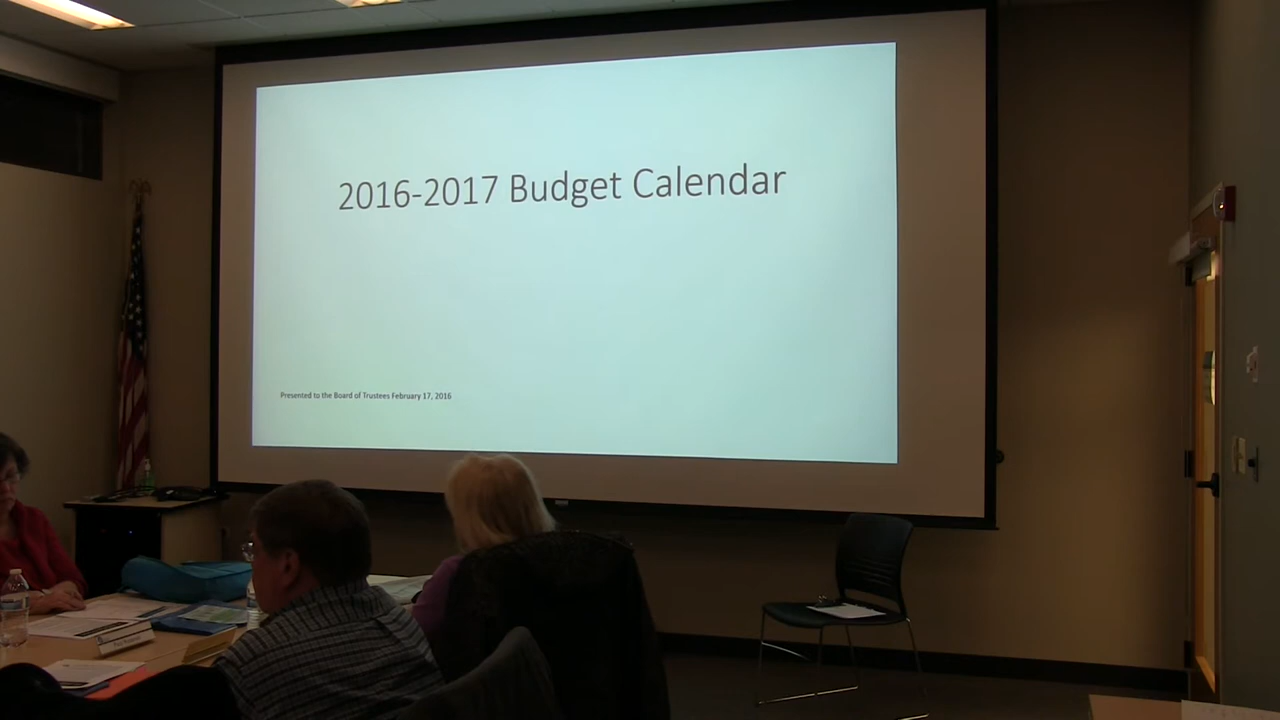 2016-2017 Budget Calendar
Presented to the Board of Trustees February 17, 2016